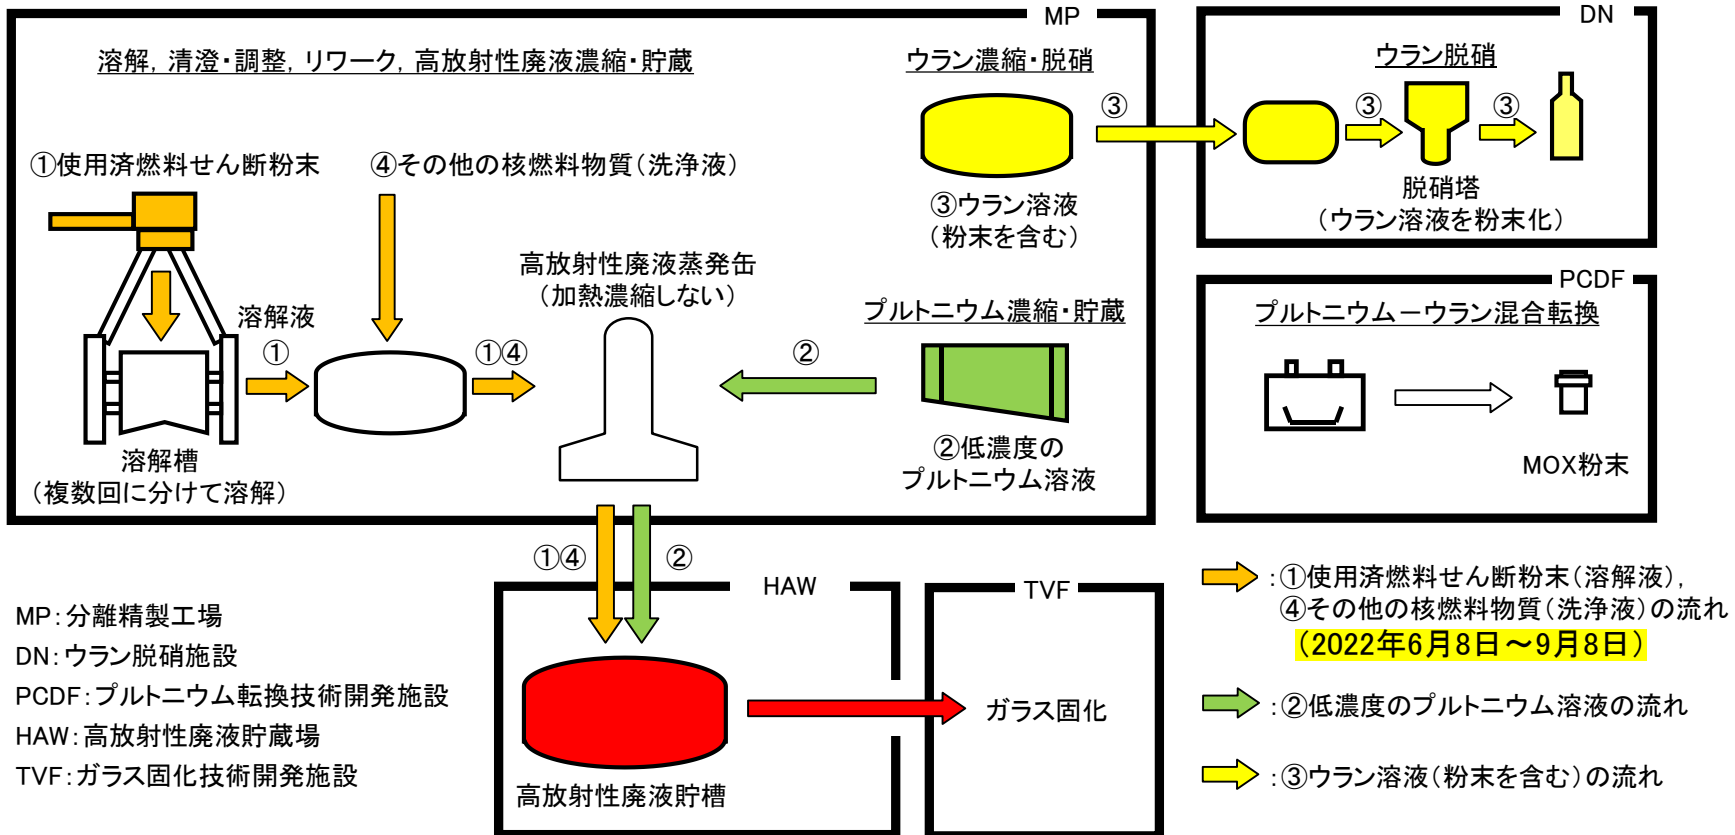 MP
溶解, 清澄・調整, リワーク, 高放射性廃液濃縮・貯蔵
①使用済燃料せん断粉末
④その他の核燃料物質(洗浄液)
溶解液
①
①④
溶解槽
(複数回に分けて溶解)
高放射性廃液蒸発缶
(加熱濃縮しない)
ウラン濃縮・脱硝
③
③ウラン溶液
(粉末を含む)
プルトニウム濃縮・貯蔵
②
②低濃度の
プルトニウム溶液
DN
ウラン脱硝
③
③
脱硝塔
(ウラン溶液を粉末化)
PCDF
プルトニウム－ウラン混合転換
MOX粉末
①④
②
HAW
高放射性廃液貯槽
TVF
ガラス固化
MP:分離精製工場
DN:ウラン脱硝施設
PCDF:プルトニウム転換技術開発施設
HAW:高放射性廃液貯蔵場
TVF:ガラス固化技術開発施設
:①使用済燃料せん断粉末(溶解液),
④その他の核燃料物質(洗浄液)の流れ
(2022年6月8日～9月8日)
:②低濃度のプルトニウム溶液の流れ
:③ウラン溶液(粉末を含む)の流れ